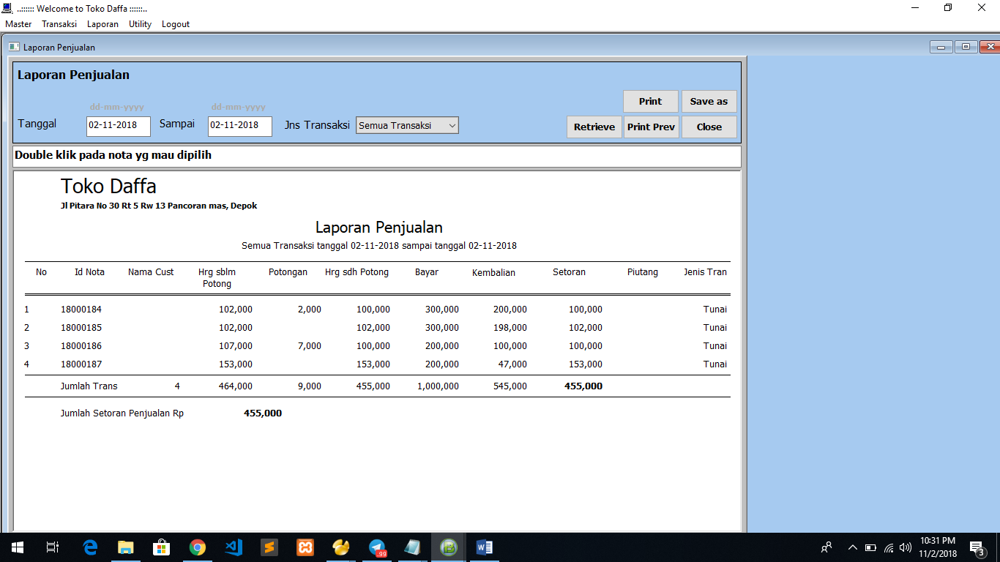 ..:::::: Welcome to Toko Daffa ::::::..
Master Transaksi Laporan Utility Logout
Laporan Penjualan
Laporan Penjualan
dd-mm-yyyy dd-mm-yyyy
Print Save as
Tanggal 02-11-2018 Sampai 02-11-2018 Jns Transaksi Semua Transaksi
Retrieve Print Prev Close
Double klik pada nota yg mau dipilih
Toko Daffa
Jl Pitara No 30 Rt 5 Rw 13 Pancoran mas, Depok
Laporan Penjualan
Semua Transaksi tanggal 02-11-2018 sampai tanggal 02-11-2018
No Id Nota Nama Cust Hrg sblm Potong Potongan Hrg sdh Potong Bayar Kembalian Setoran Piutang Jenis Tran
1 18000184 102,000 2,000 100,000 300,000 200,000 100,000 Tunai
2 18000185 102,000 102,000 300,000 198,000 102,000 Tunai
3 18000186 107,000 7,000 100,000 200,000 100,000 100,000 Tunai
4 18000187 153,000 153,000 200,000 47,000 153,000 Tunai
Jumlah Trans 4 464,000 9,000 455,000 1,000,000 545,000 455,000
Jumlah Setoran Penjualan Rp 455,000
.99
10:31 PM
11/2/2018
3